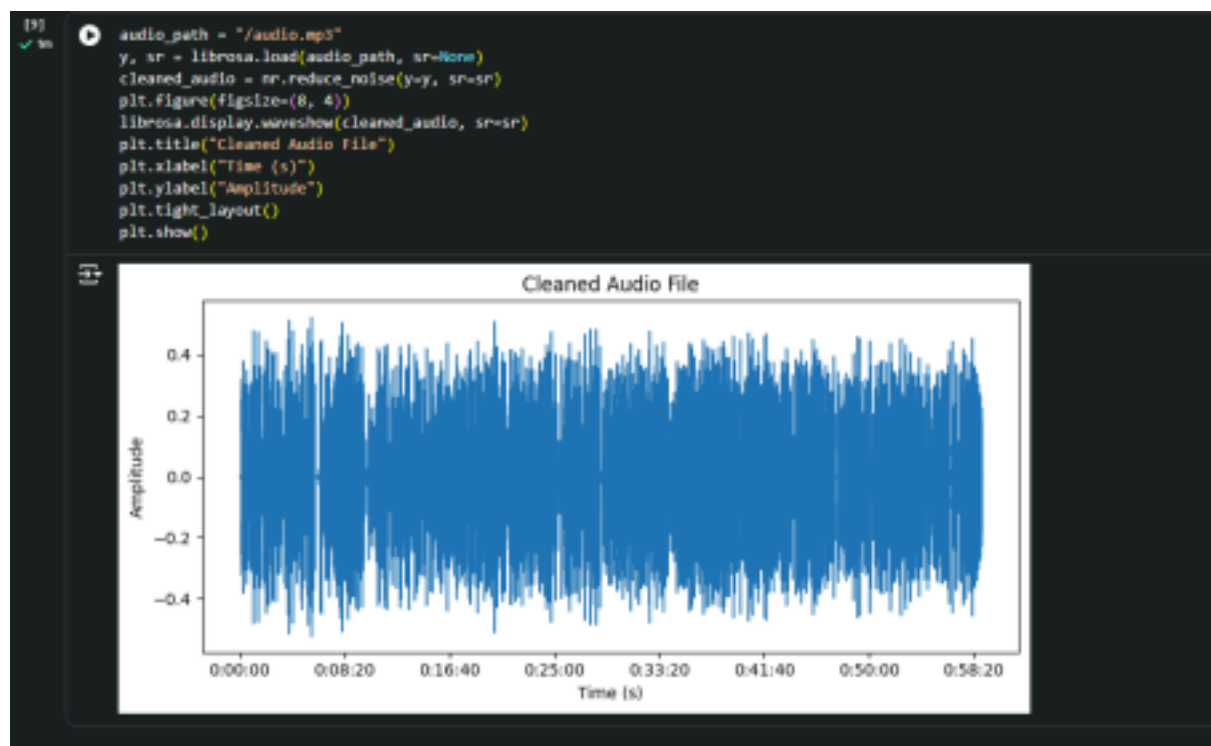 [9]
1m
audio_path = "/audio.mp3"
y, sr = librosa.load(audio_path, sr=None)
cleaned_audio = nr.reduce_noise(y=y, sr=sr)
plt.figure(figsize=(8, 4))
librosa.display.waveshow(cleaned_audio, sr=sr)
plt.title("Cleaned Audio File")
plt.xlabel("Time (s)")
plt.ylabel("Amplitude")
plt.tight_layout()
plt.show()
Cleaned Audio File
Amplitude
0.4
0.2
0.0
−0.2
−0.4
0:00:00 0:08:20 0:16:40 0:25:00 0:33:20 0:41:40 0:50:00 0:58:20
Time (s)